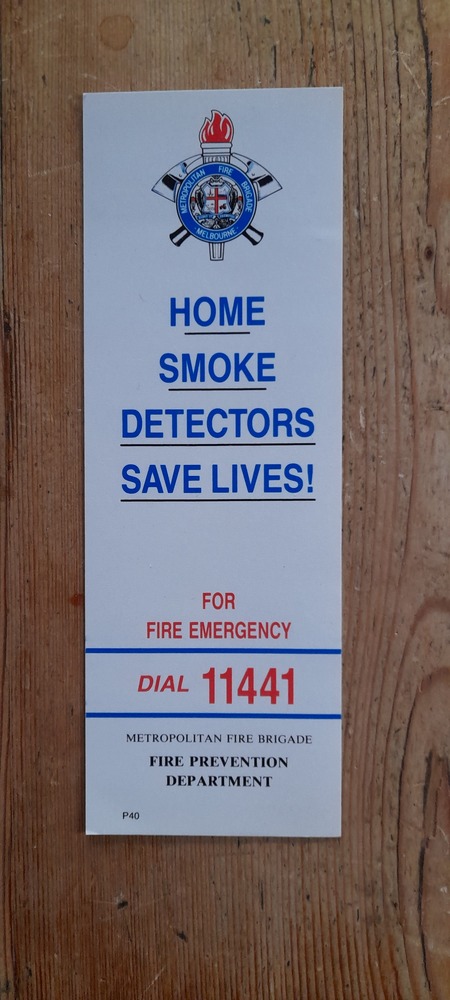 METROPOLITAN FIRE BRIGADE
MELBOURNE
HOME
SMOKE
DETECTORS
SAVE LIVES!
FOR
FIRE EMERGENCY
DIAL 11441
METROPOLITAN FIRE BRIGADE
FIRE PREVENTION
DEPARTMENT
P40